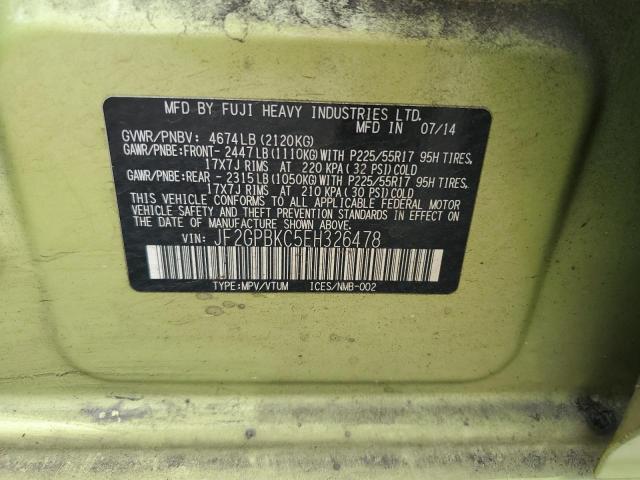 MFD BY FUJI HEAVY INDUSTRIES LTD.
MFD IN 07/14
GVWR/PNBV: 4674LB (2120KG)
GAWR/PNBE:FRONT- 2447LB(1110KG)WITH P225/55R17 95H TIRES,
17X7J RIMS AT 220 KPA(32 PSI)COLD
GAWR/PNBE:REAR - 2315LB(1050KG)WITH P225/55R17 95H TIRES,
17X7J RIMS AT 210 KPA(30 PSI)COLD
THIS VEHICLE CONFORMS TO ALL APPLICABLE FEDERAL MOTOR
VEHICLE SAFETY AND THEFT PREVENTION STANDARDS IN EFFECT
ON THE DATE OF MANUFACTURE SHOWN ABOVE.
VIN: JF2GPBKC5EH326478
TYPE:MPV/VTUM ICES/NMB-002